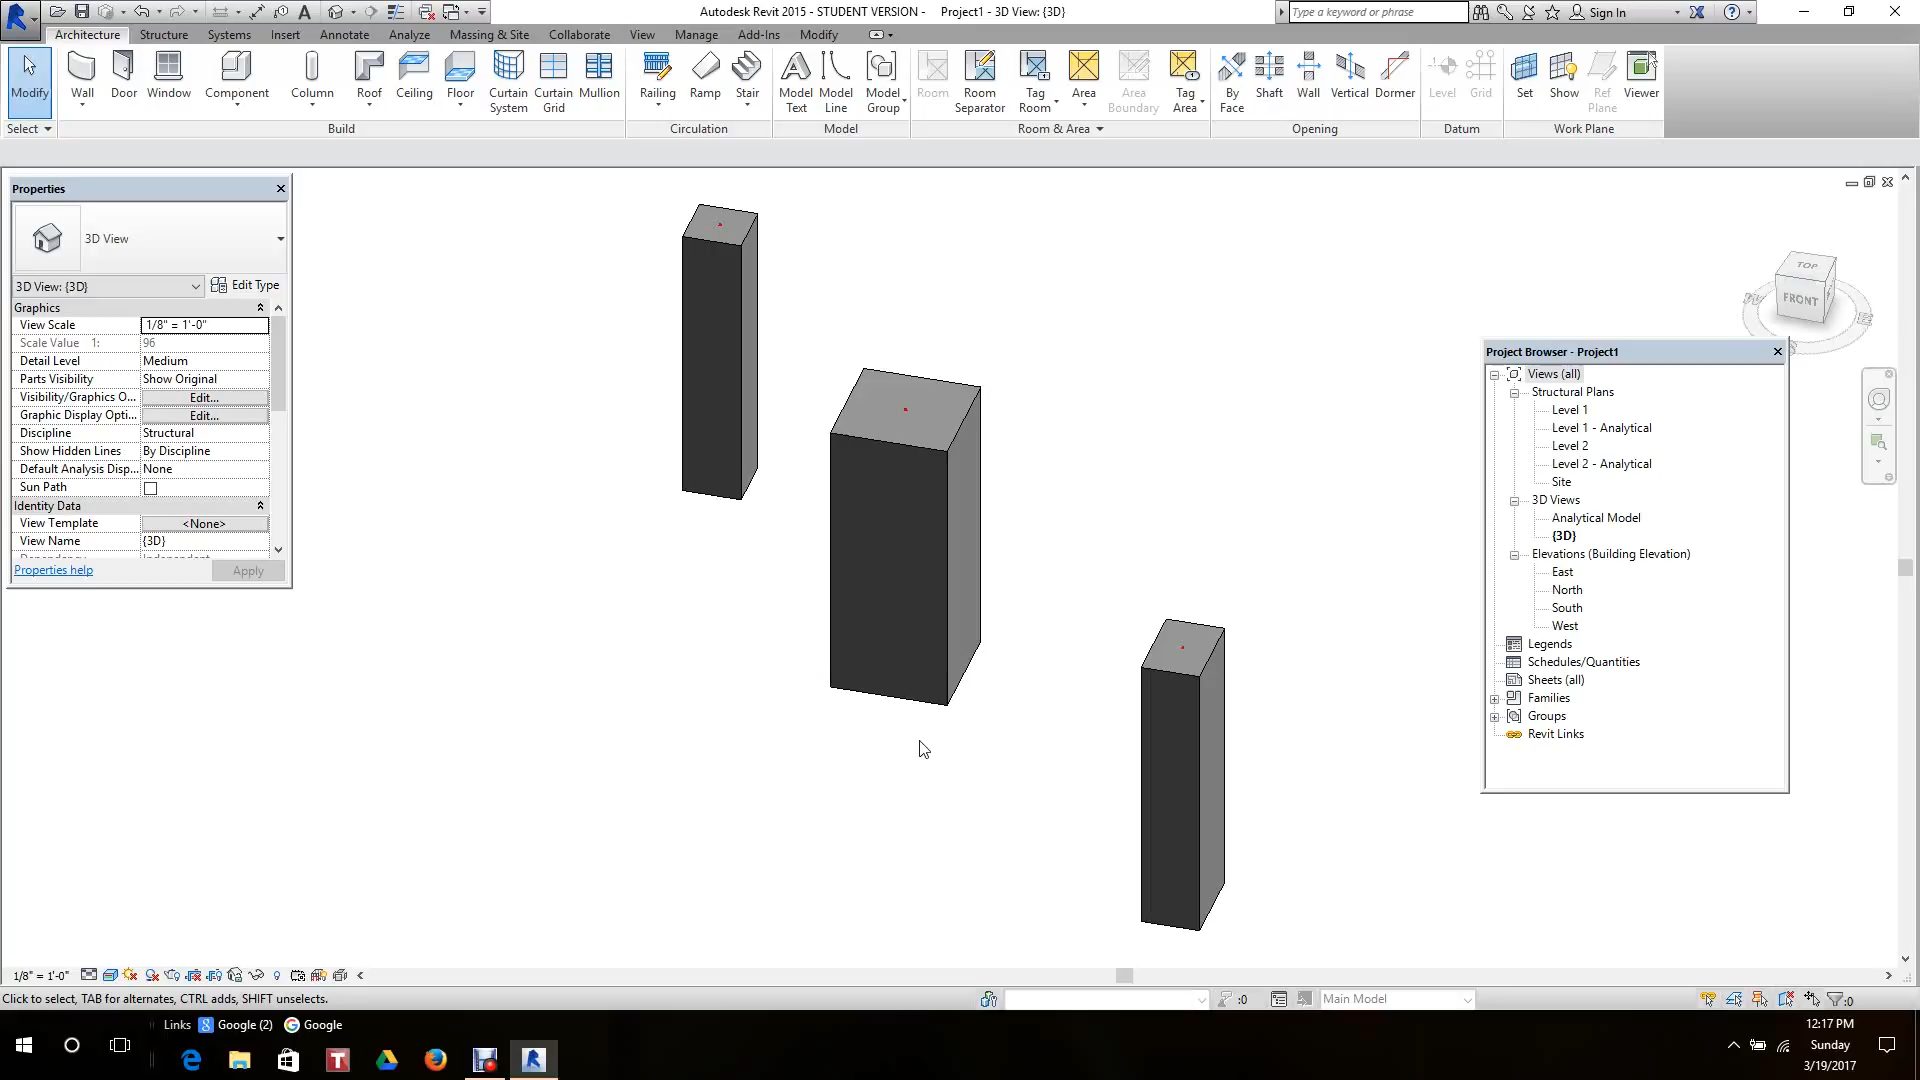 Autodesk Revit 2015 - STUDENT VERSION - Project1 - 3D View: {3D}
Type a keyword or phrase
Sign In
Architecture Structure Systems Insert Annotate Analyze Massing & Site Collaborate View Manage Add-Ins Modify
Modify Wall Door Window Component Column Roof Ceiling Floor Curtain System Curtain Grid Mullion Railing Ramp Stair Model Text Model Line Model Group Room Room Separator Tag Room Area Area Boundary Tag Area By Face Shaft Wall Vertical Dormer Level Grid Set Show Ref Plane Viewer
Select Build Circulation Model Room & Area Opening Datum Work Plane
Properties
3D View
3D View: {3D} Edit Type
Graphics
View Scale 1/8" = 1'-0"
Scale Value 1: 96
Detail Level Medium
Parts Visibility Show Original
Visibility/Graphics O... Edit...
Graphic Display Opti... Edit...
Discipline Structural
Show Hidden Lines By Discipline
Default Analysis Disp... None
Sun Path
Identity Data
View Template <None>
View Name {3D}
Dependency Independent
Properties help Apply
TOP
FRONT
Project Browser - Project1
Views (all)
Structural Plans
Level 1
Level 1 - Analytical
Level 2
Level 2 - Analytical
Site
3D Views
Analytical Model
{3D}
Elevations (Building Elevation)
East
North
South
West
Legends
Schedules/Quantities
Sheets (all)
Families
Groups
Revit Links
1/8" = 1'-0"
Click to select, TAB for alternates, CTRL adds, SHIFT unselects.
:0
Main Model
:0
Links Google (2) Google
12:17 PM
Sunday
3/19/2017